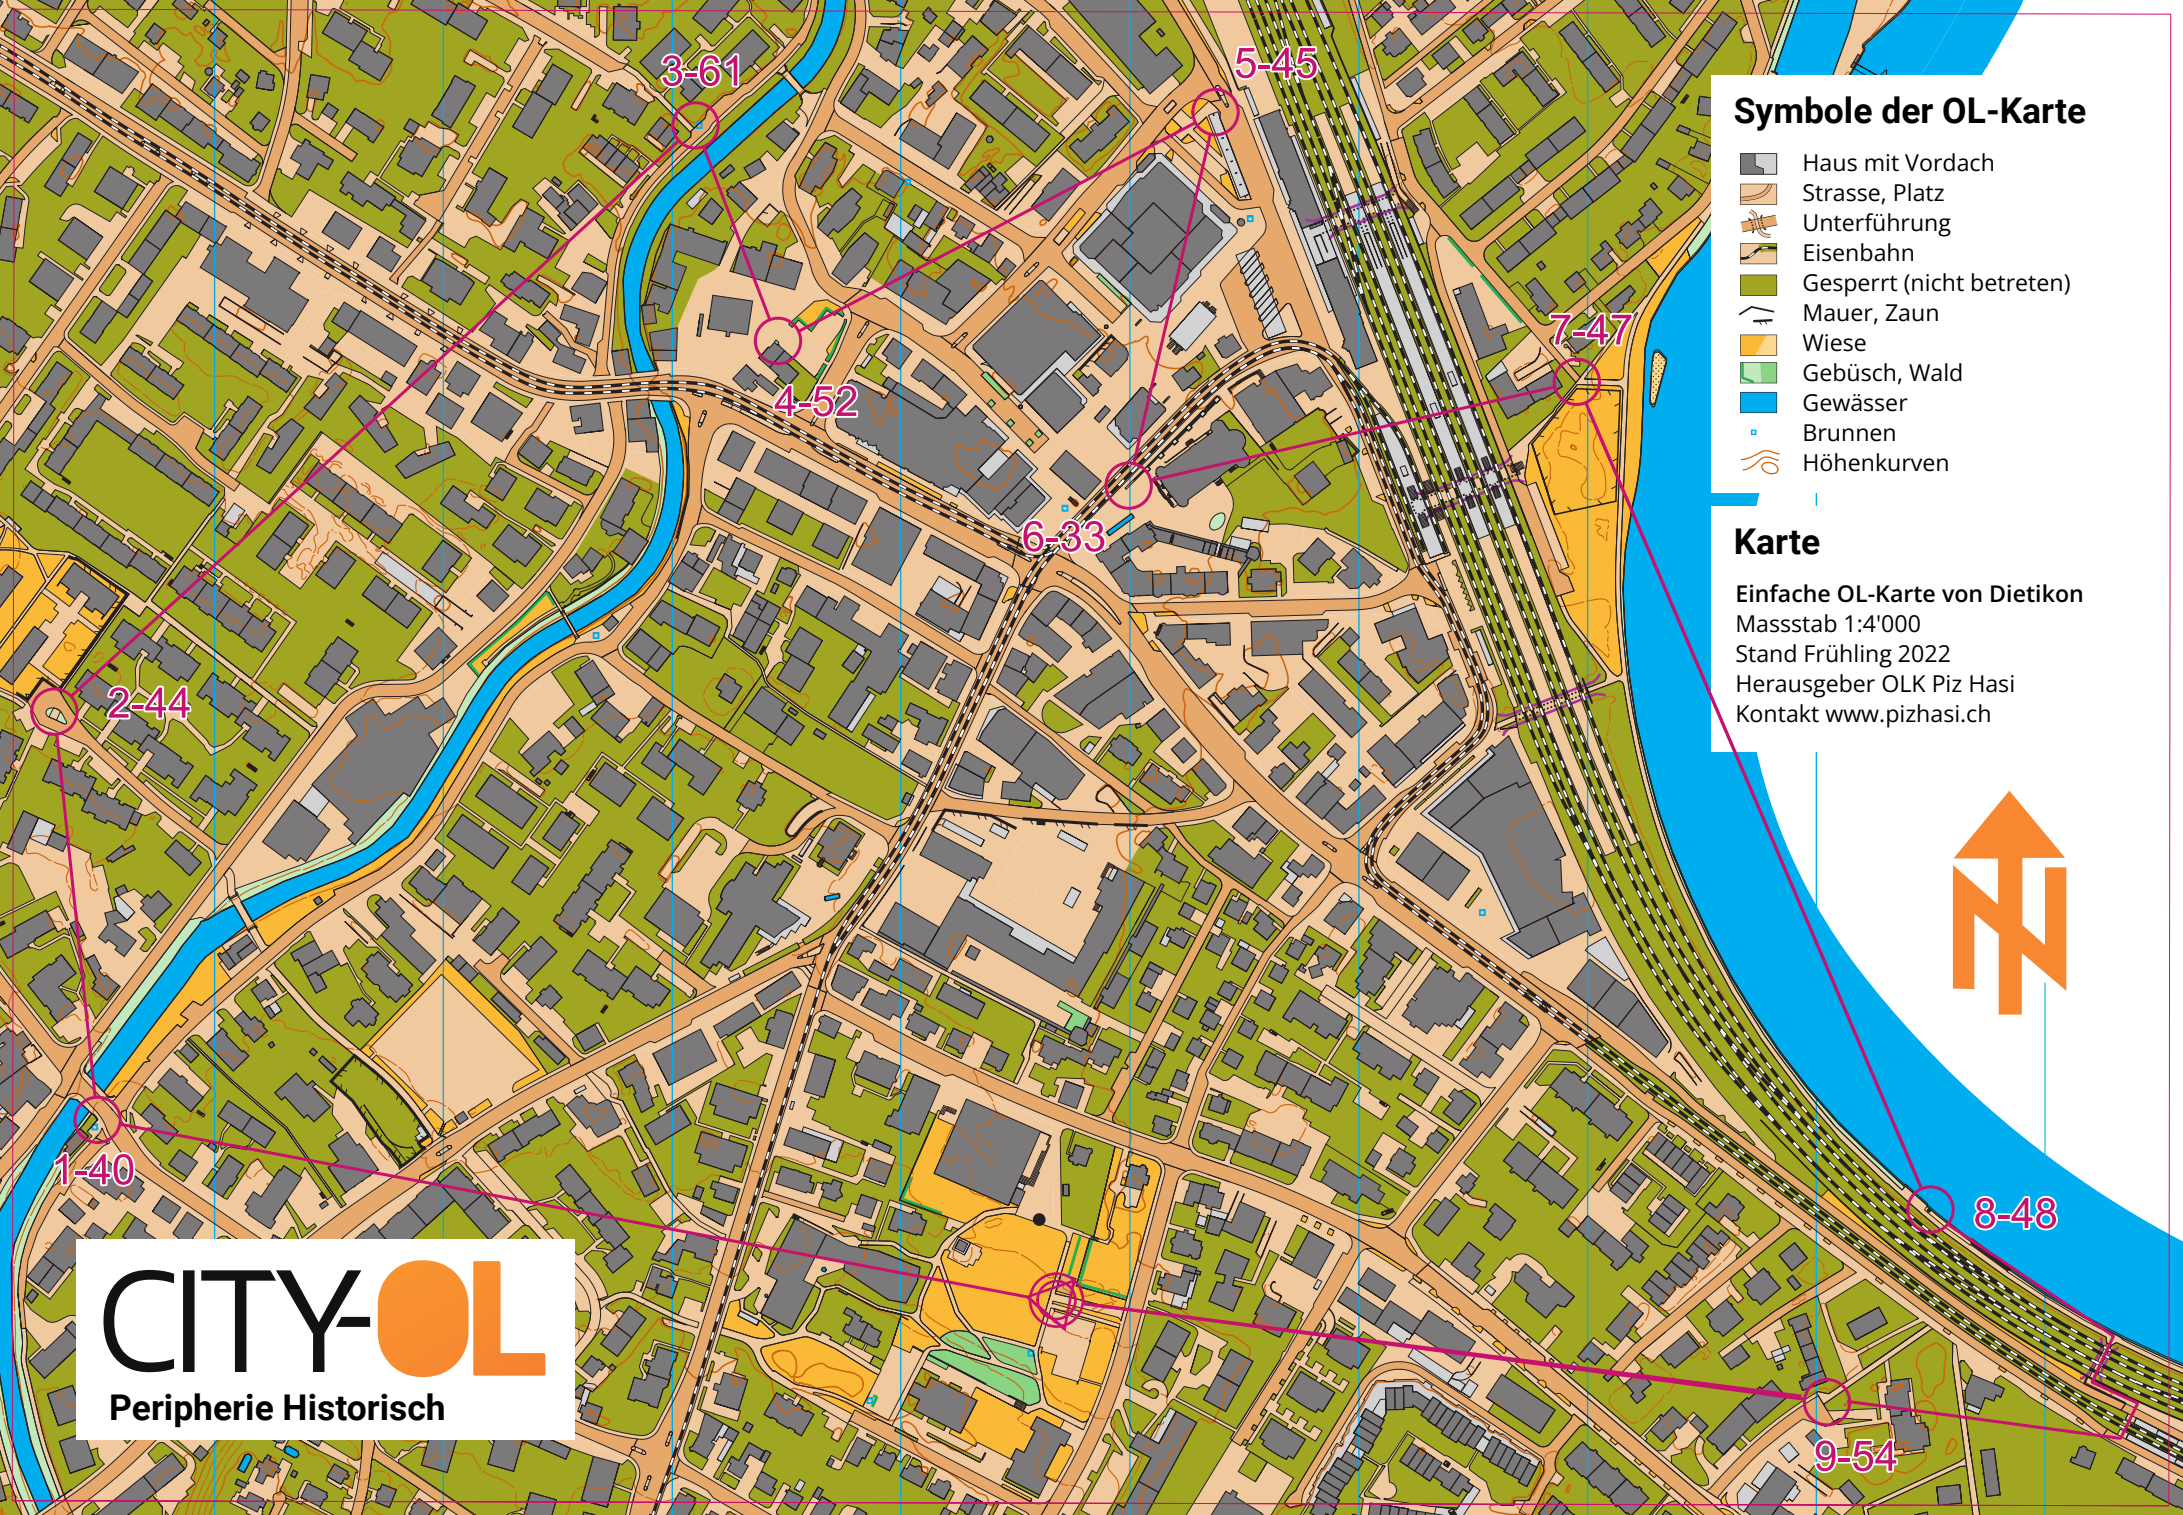 3-61
5-45
Symbole der OL-Karte
Haus mit Vordach
Strasse, Platz
Unterführung
Eisenbahn
Gesperrt (nicht betreten)
Mauer, Zaun
Wiese
Gebüsch, Wald
Gewässer
Brunnen
Höhenkurven
7-47
4-52
6-33
Karte
Einfache OL-Karte von Dietikon
Massstab 1:4'000
Stand Frühling 2022
Herausgeber OLK Piz Hasi
Kontakt www.pizhasi.ch
2-44
N
1-40
8-48
CITY-OL
Peripherie Historisch
9-54